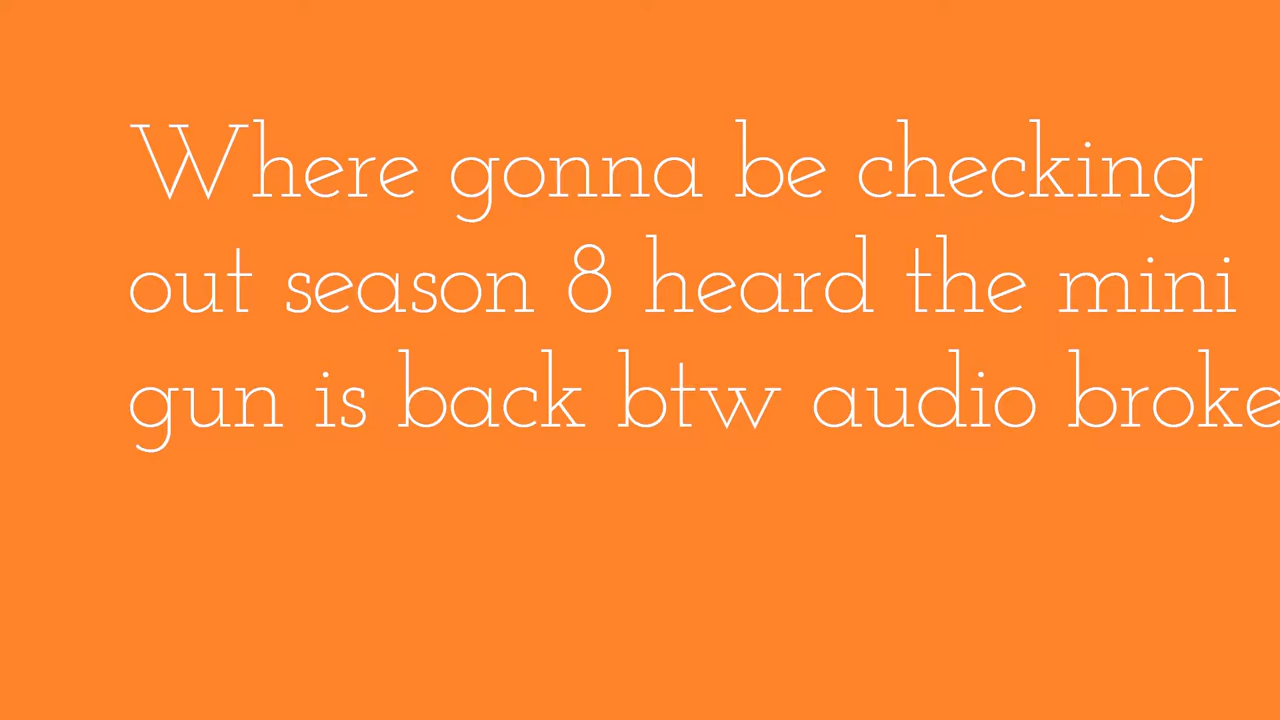 Where gonna be checking
out season 8 heard the mini
gun is back btw audio broke